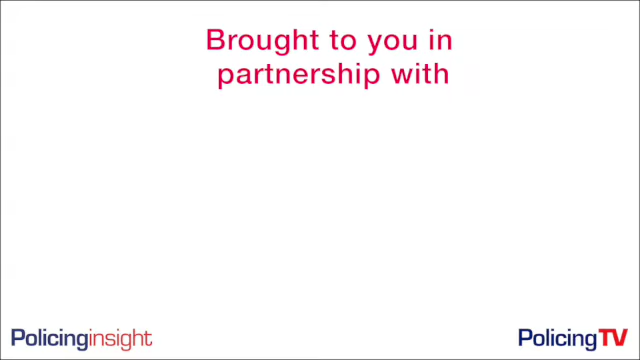 Brought to you in
partnership with
Policinginsight
PolicingTV